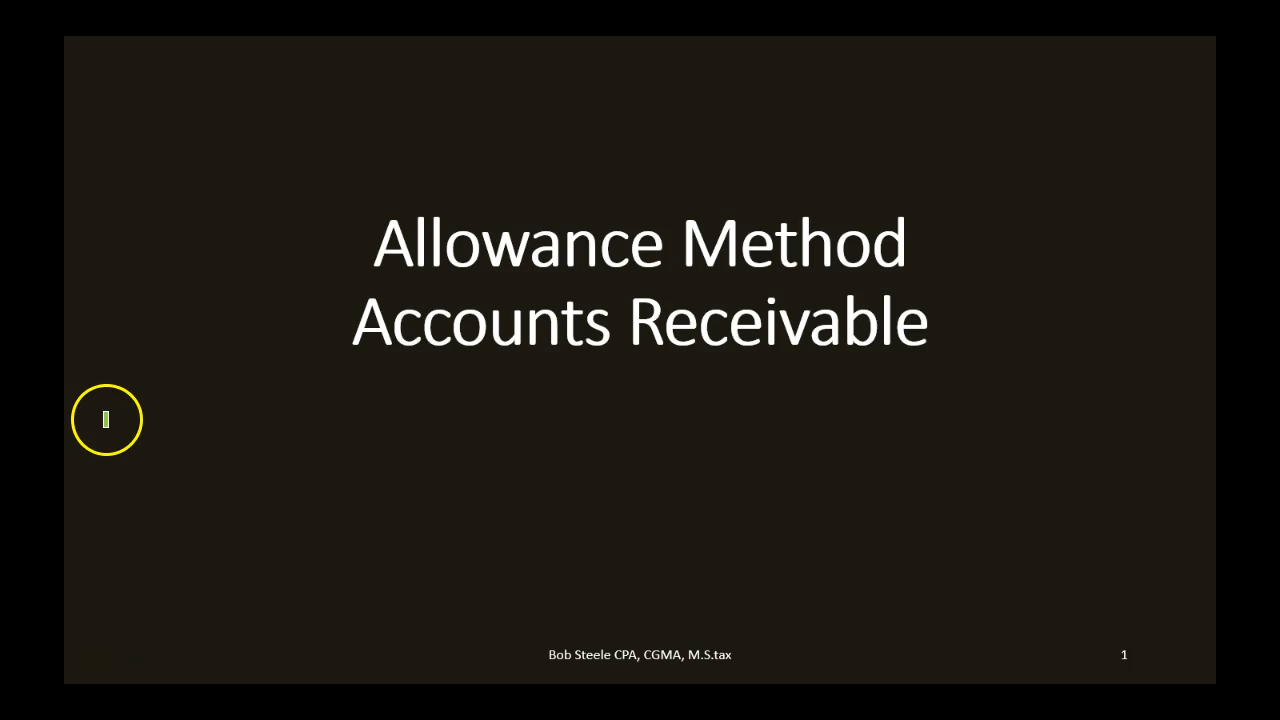 Allowance Method
Accounts Receivable
Bob Steele CPA, CGMA, M.S.tax
1